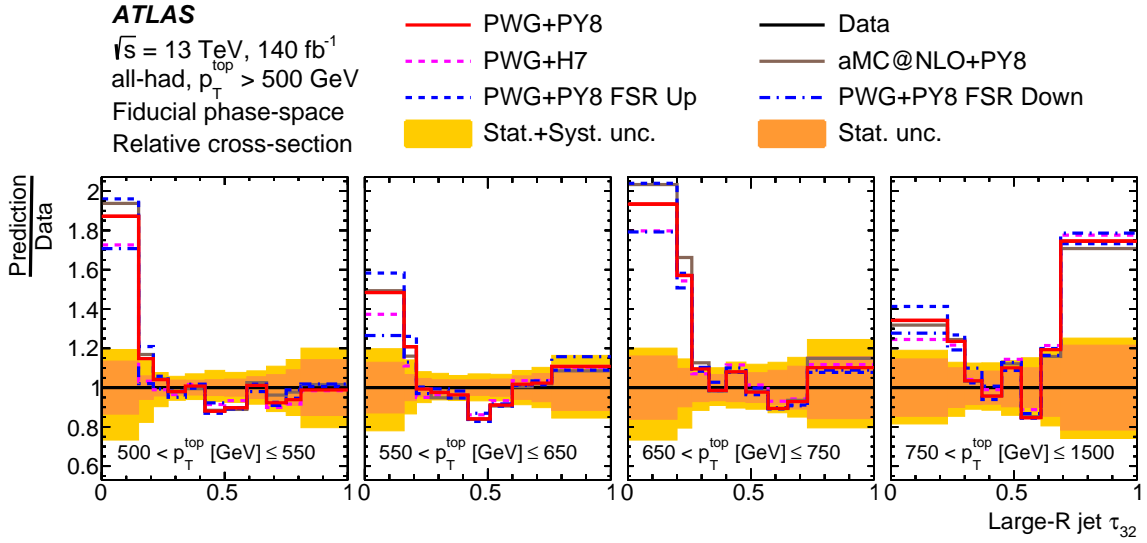 ATLAS
√s = 13 TeV, 140 fb⁻¹
all-had, p_T^top > 500 GeV
Fiducial phase-space
Relative cross-section
PWG+PY8
PWG+H7
PWG+PY8 FSR Up
Stat.+Syst. unc.
Data
aMC@NLO+PY8
PWG+PY8 FSR Down
Stat. unc.
Prediction
Data
2
1.8
1.6
1.4
1.2
1
0.8
0.6
500 < p_T^top [GeV] ≤ 550
550 < p_T^top [GeV] ≤ 650
650 < p_T^top [GeV] ≤ 750
750 < p_T^top [GeV] ≤ 1500
0 0.5 1 0 0.5 1 0 0.5 1 0 0.5 1
Large-R jet τ₃₂